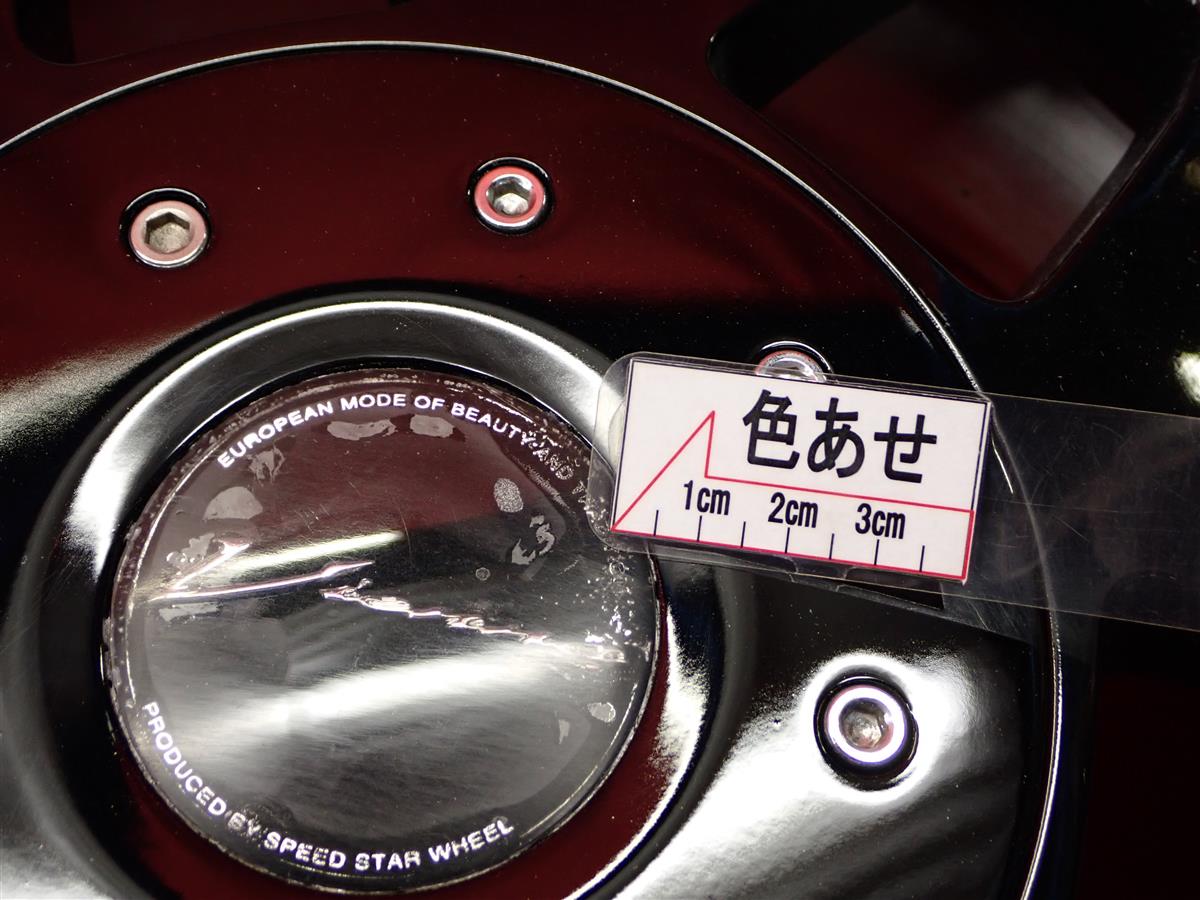 EUROPEAN MODE OF BEAUTY AND
色あせ
1cm 2cm 3cm
PRODUCED BY SPEED STAR WHEEL